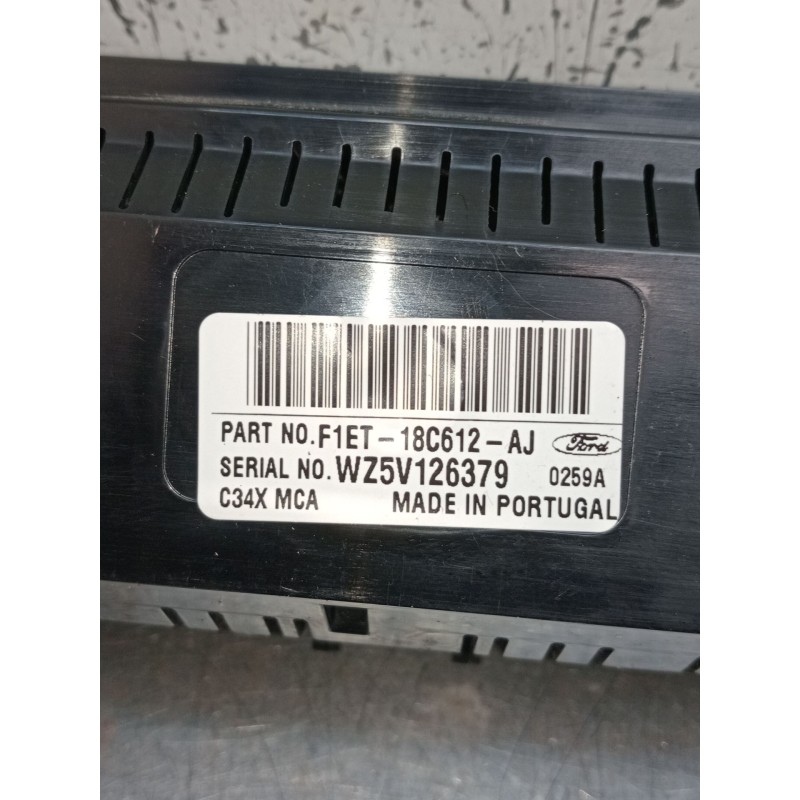 PART NO. F1ET-18C612-AJ Ford
SERIAL NO. WZ5V126379 0259A
C34X MCA MADE IN PORTUGAL